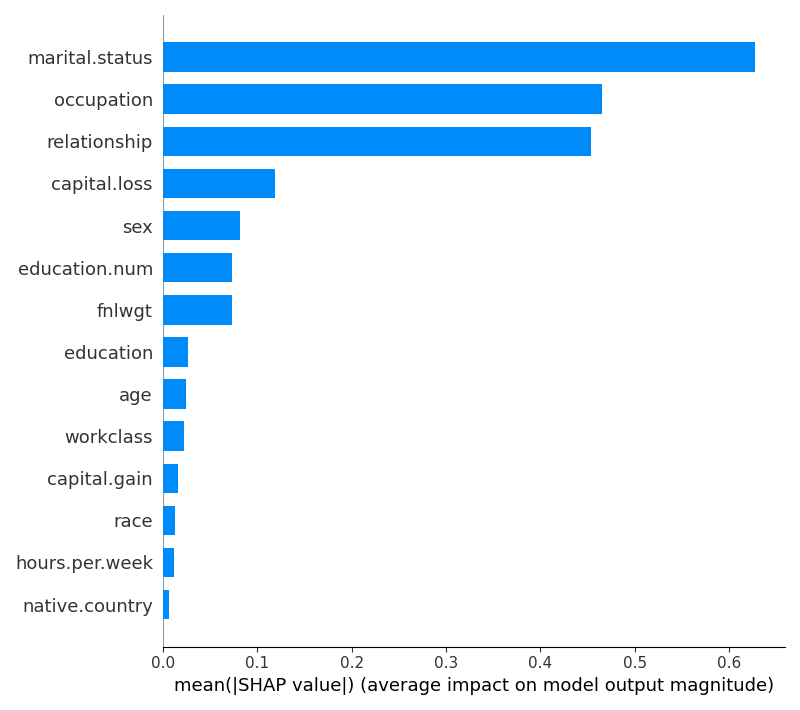 marital.status
occupation
relationship
capital.loss
sex
education.num
fnlwgt
education
age
workclass
capital.gain
race
hours.per.week
native.country
0.0 0.1 0.2 0.3 0.4 0.5 0.6
mean(|SHAP value|) (average impact on model output magnitude)